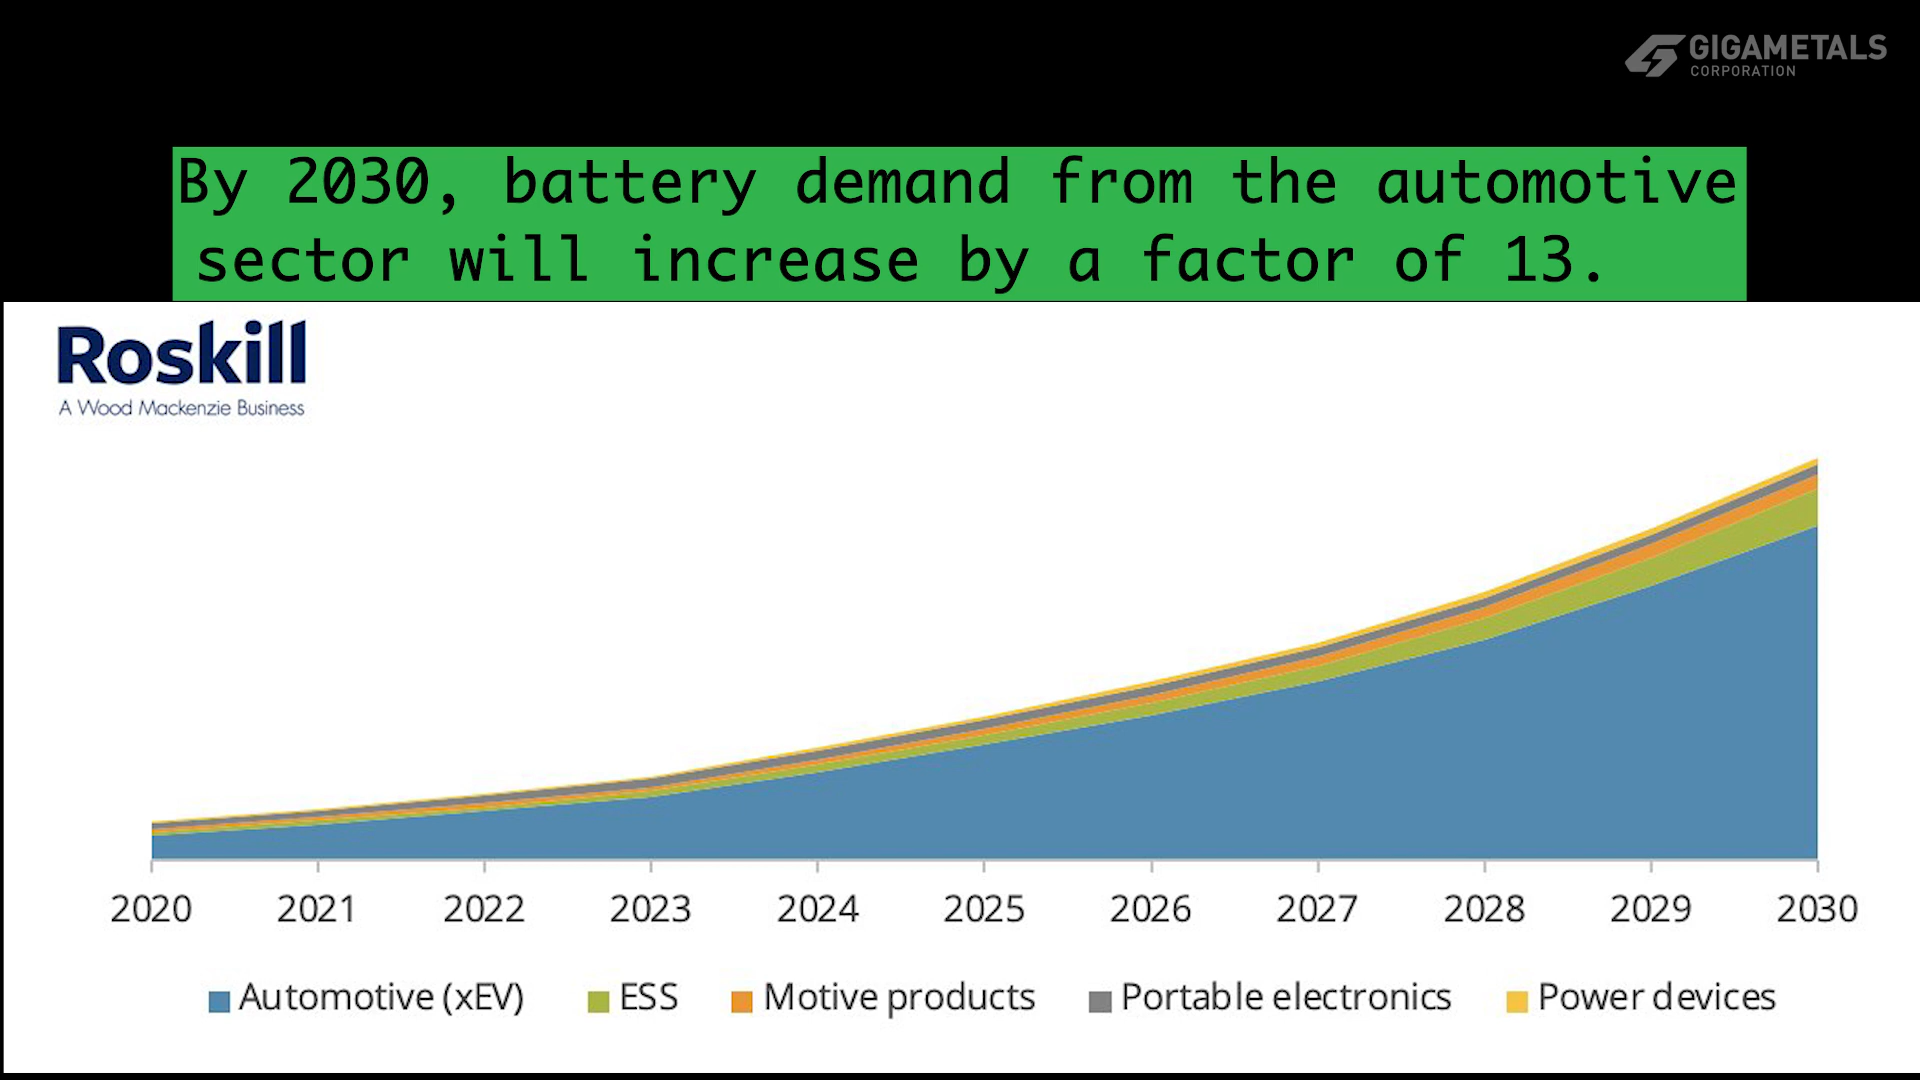 GIGAMETALS
CORPORATION
By 2030, battery demand from the automotive
sector will increase by a factor of 13.
Roskill
A Wood Mackenzie Business
2020 2021 2022 2023 2024 2025 2026 2027 2028 2029 2030
Automotive (xEV) ESS Motive products Portable electronics Power devices